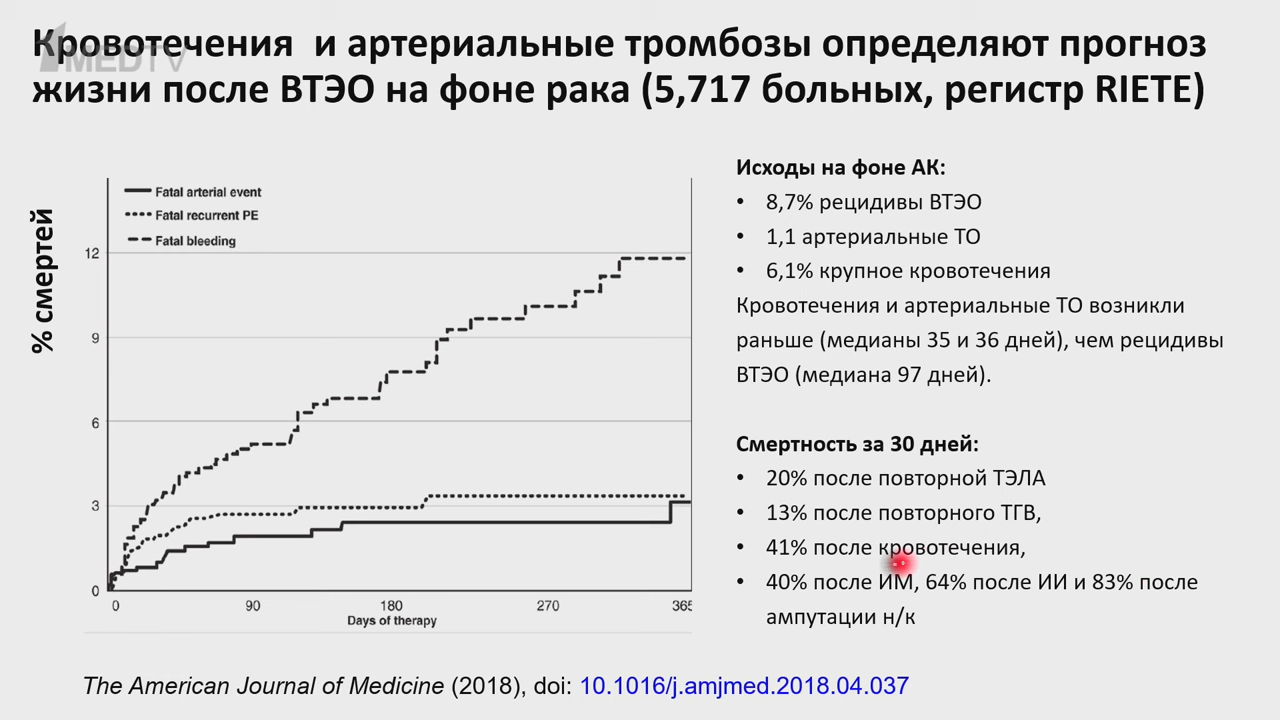 Кровотечения и артериальные тромбозы определяют прогноз
жизни после ВТЭО на фоне рака (5,717 больных, регистр RIETE)
1MEDTV
% смертей
Fatal arterial event
Fatal recurrent PE
Fatal bleeding
12
9
6
3
0
0 90 180 270 365
Days of therapy
Исходы на фоне АК:
• 8,7% рецидивы ВТЭО
• 1,1 артериальные ТО
• 6,1% крупное кровотечения
Кровотечения и артериальные ТО возникли
раньше (медианы 35 и 36 дней), чем рецидивы
ВТЭО (медиана 97 дней).
Смертность за 30 дней:
• 20% после повторной ТЭЛА
• 13% после повторного ТГВ,
• 41% после кровотечения,
• 40% после ИМ, 64% после ИИ и 83% после
ампутации н/к
The American Journal of Medicine (2018), doi: 10.1016/j.amjmed.2018.04.037